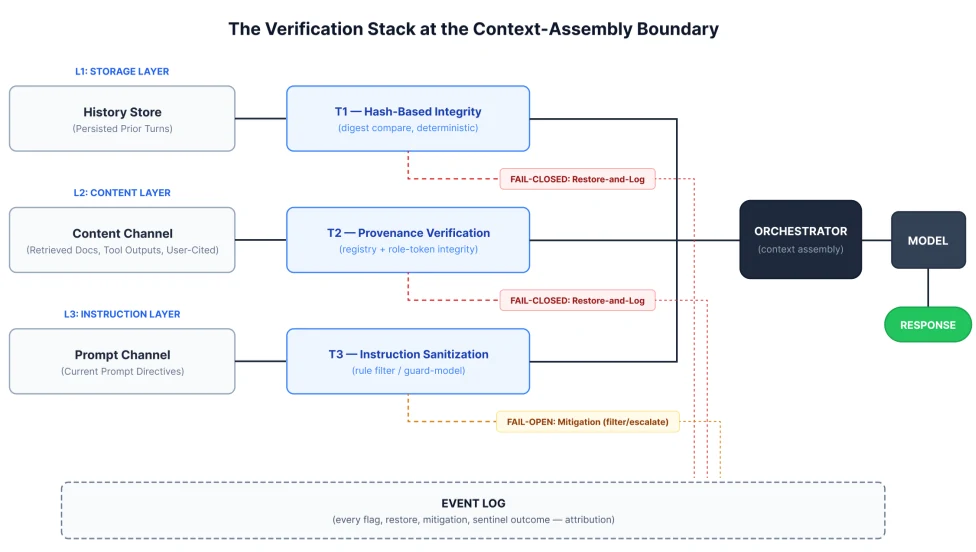 The Verification Stack at the Context-Assembly Boundary
L1: STORAGE LAYER
History Store
(Persisted Prior Turns)
T1 — Hash-Based Integrity
(digest compare, deterministic)
FAIL-CLOSED: Restore-and-Log
L2: CONTENT LAYER
Content Channel
(Retrieved Docs, Tool Outputs, User-Cited)
T2 — Provenance Verification
(registry + role-token integrity)
FAIL-CLOSED: Restore-and-Log
ORCHESTRATOR
(context assembly)
MODEL
RESPONSE
L3: INSTRUCTION LAYER
Prompt Channel
(Current Prompt Directives)
T3 — Instruction Sanitization
(rule filter / guard-model)
FAIL-OPEN: Mitigation (filter/escalate)
EVENT LOG
(every flag, restore, mitigation, sentinel outcome — attribution)